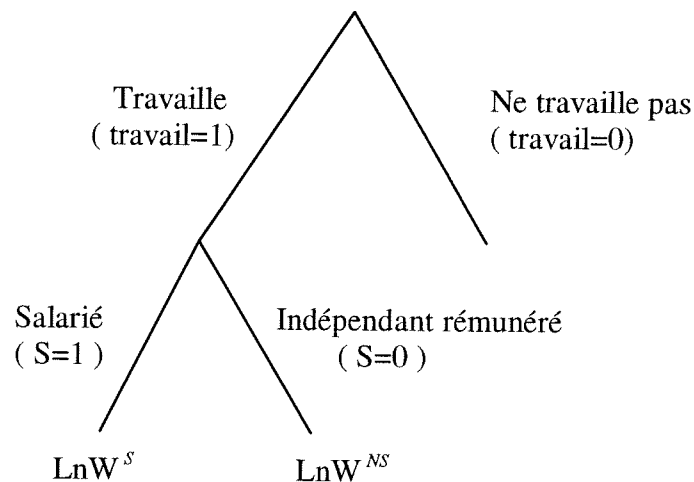 Travaille
( travail=1)
Ne travaille pas
( travail=0)
Salarié
( S=1 )
Indépendant rémunéré
( S=0 )
LnW^S
LnW^NS